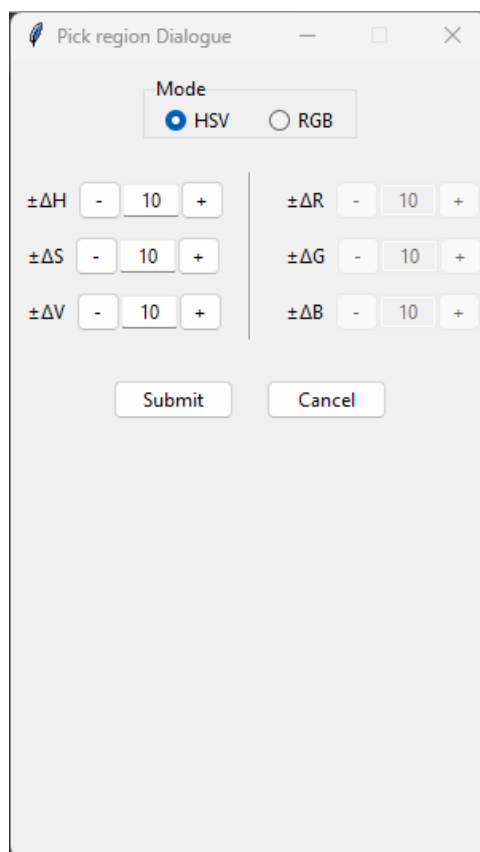 Pick region Dialogue
Mode
HSV RGB
±ΔH - 10 + ±ΔR - 10 +
±ΔS - 10 + ±ΔG - 10 +
±ΔV - 10 + ±ΔB - 10 +
Submit Cancel